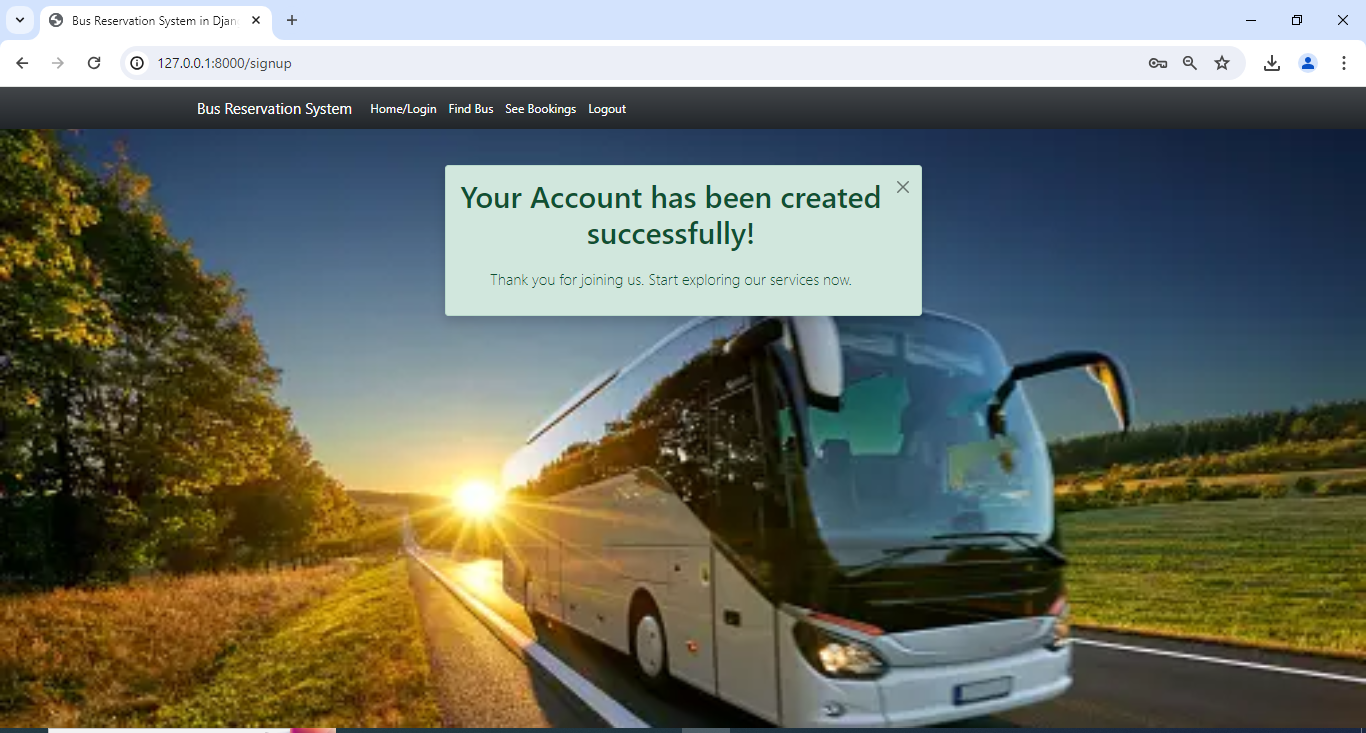 Bus Reservation System in Djan
127.0.0.1:8000/signup
Bus Reservation System Home/Login Find Bus See Bookings Logout
Your Account has been created
successfully!
Thank you for joining us. Start exploring our services now.